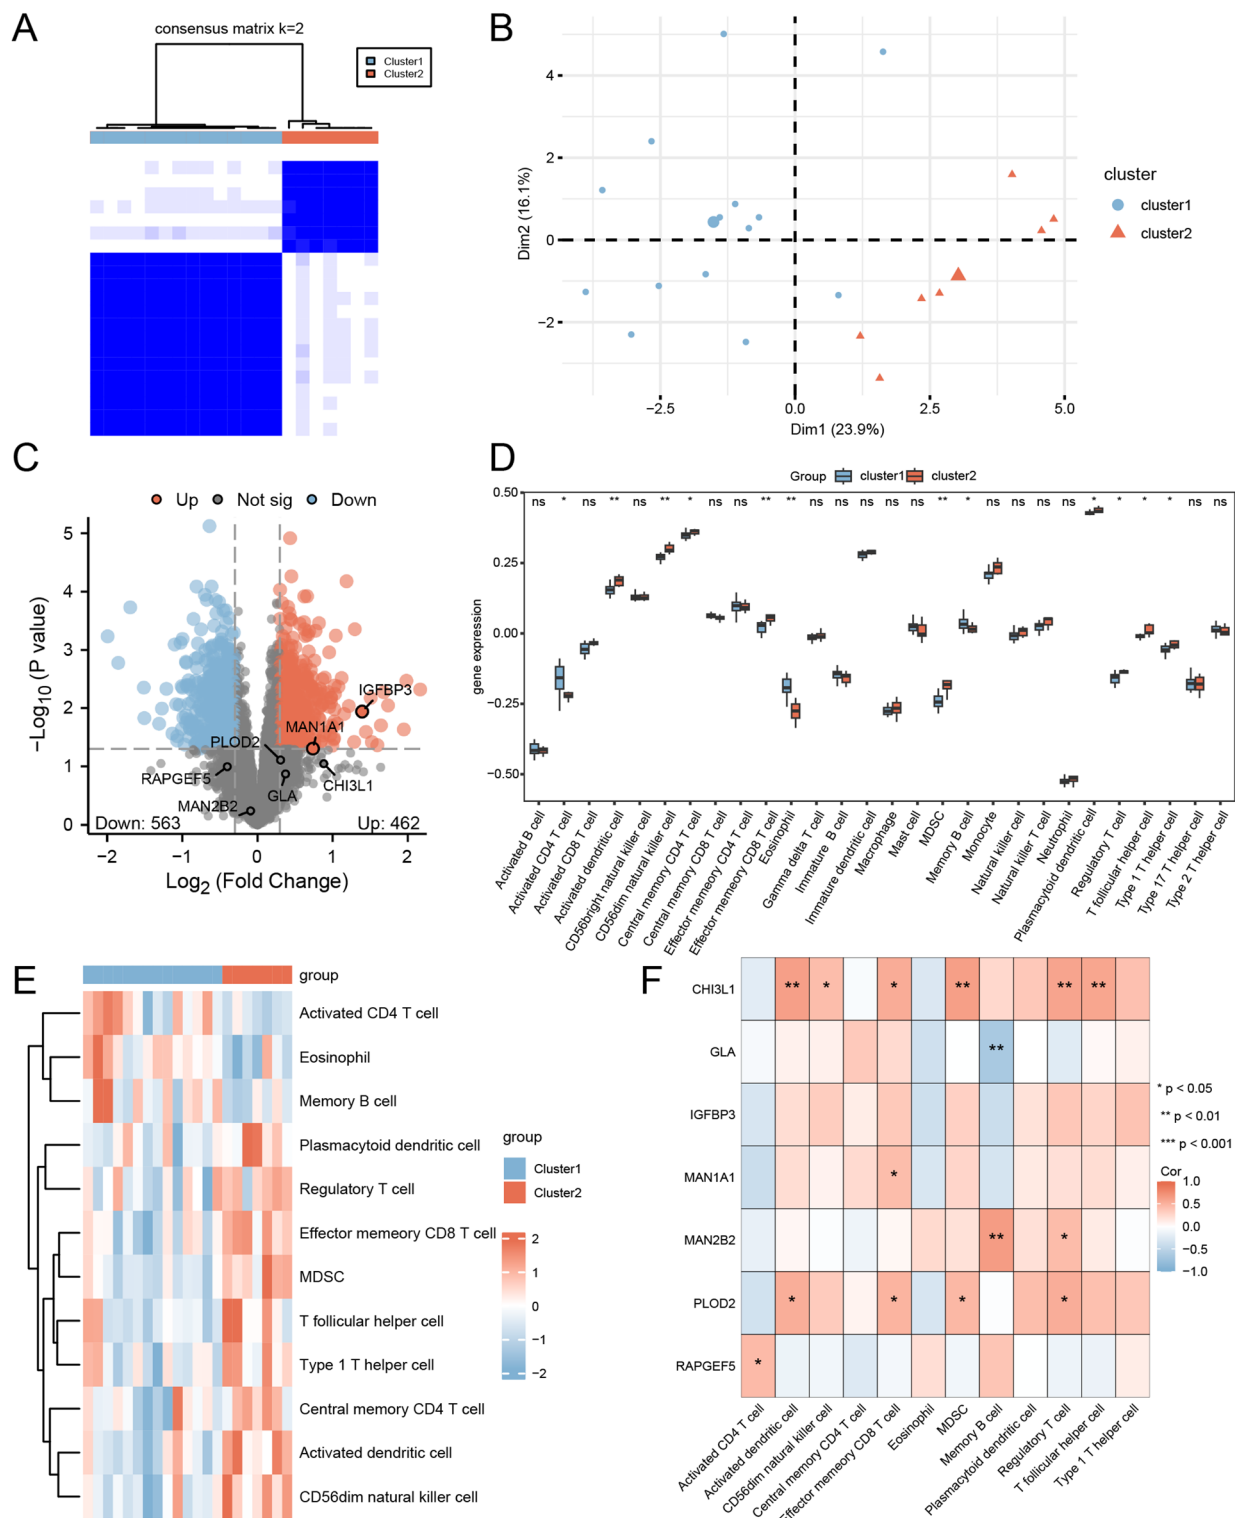 A
consensus matrix k=2
Cluster1
Cluster2
B
4
2
0
−2
−2.5
0.0
2.5
5.0
Dim2 (16.1%)
Dim1 (23.9%)
cluster
cluster1
cluster2
C
Up
Not sig
Down
5
4
3
2
1
0
−Log10 (P value)
IGFBP3
MAN1A1
PLOD2
RAPGEF5
CHI3L1
GLA
MAN2B2
Down: 563
Up: 462
−2
−1
0
1
2
Log2 (Fold Change)
D
Group
cluster1
cluster2
ns * ns ** ns ** * ns ns ** ** ns ns ns ns ns ** * ns ns ns ns * * * * ns ns
0.50
0.25
0.00
−0.25
−0.50
gene expression
Activated B cell
Activated CD4 T cell
Activated CD8 T cell
Activated dendritic cell
CD56bright natural killer cell
CD56dim natural killer cell
Central memory CD4 T cell
Central memory CD8 T cell
Effector memeory CD4 T cell
Effector memeory CD8 T cell
Eosinophil
Gamma delta T cell
Immature B cell
Immature dendritic cell
Macrophage
Mast cell
MDSC
Memory B cell
Monocyte
Natural killer cell
Natural killer T cell
Neutrophil
Plasmacytoid dendritic cell
Regulatory T cell
T follicular helper cell
Type 1 T helper cell
Type 17 T helper cell
Type 2 T helper cell
E
group
Activated CD4 T cell
Eosinophil
Memory B cell
Plasmacytoid dendritic cell
Regulatory T cell
Effector memeory CD8 T cell
MDSC
T follicular helper cell
Type 1 T helper cell
Central memory CD4 T cell
Activated dendritic cell
CD56dim natural killer cell
group
Cluster1
Cluster2
2
1
0
−1
−2
F
CHI3L1 ** * * ** ** **
GLA **
IGFBP3
MAN1A1 *
MAN2B2 ** *
PLOD2 * * * *
RAPGEF5 *
Activated CD4 T cell
Activated dendritic cell
CD56dim natural killer cell
Central memory CD4 T cell
Effector memeory CD8 T cell
Eosinophil
MDSC
Memory B cell
Plasmacytoid dendritic cell
Regulatory T cell
T follicular helper cell
Type 1 T helper cell
* p < 0.05
** p < 0.01
*** p < 0.001
Cor
1.0
0.5
0.0
−0.5
−1.0